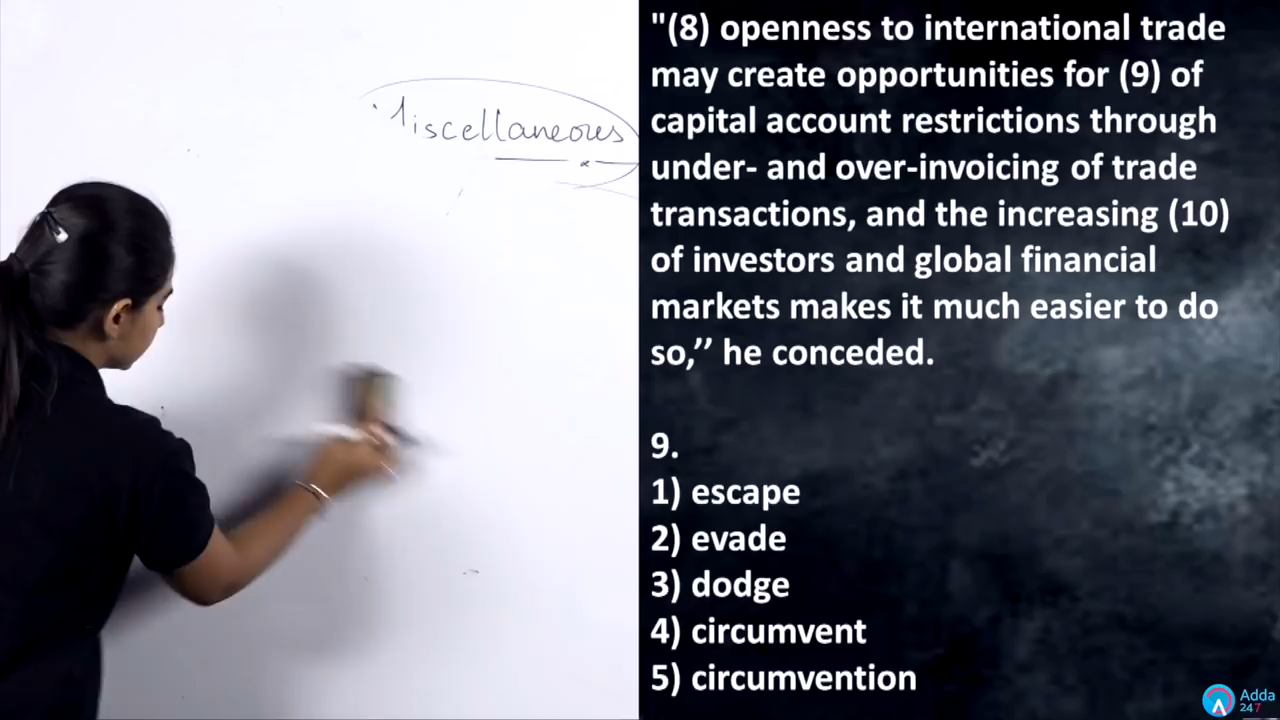 "(8) openness to international trade
may create opportunities for (9) of
capital account restrictions through
under- and over-invoicing of trade
transactions, and the increasing (10)
of investors and global financial
markets makes it much easier to do
so,’’ he conceded.
9.
1) escape
2) evade
3) dodge
4) circumvent
5) circumvention
Adda
247